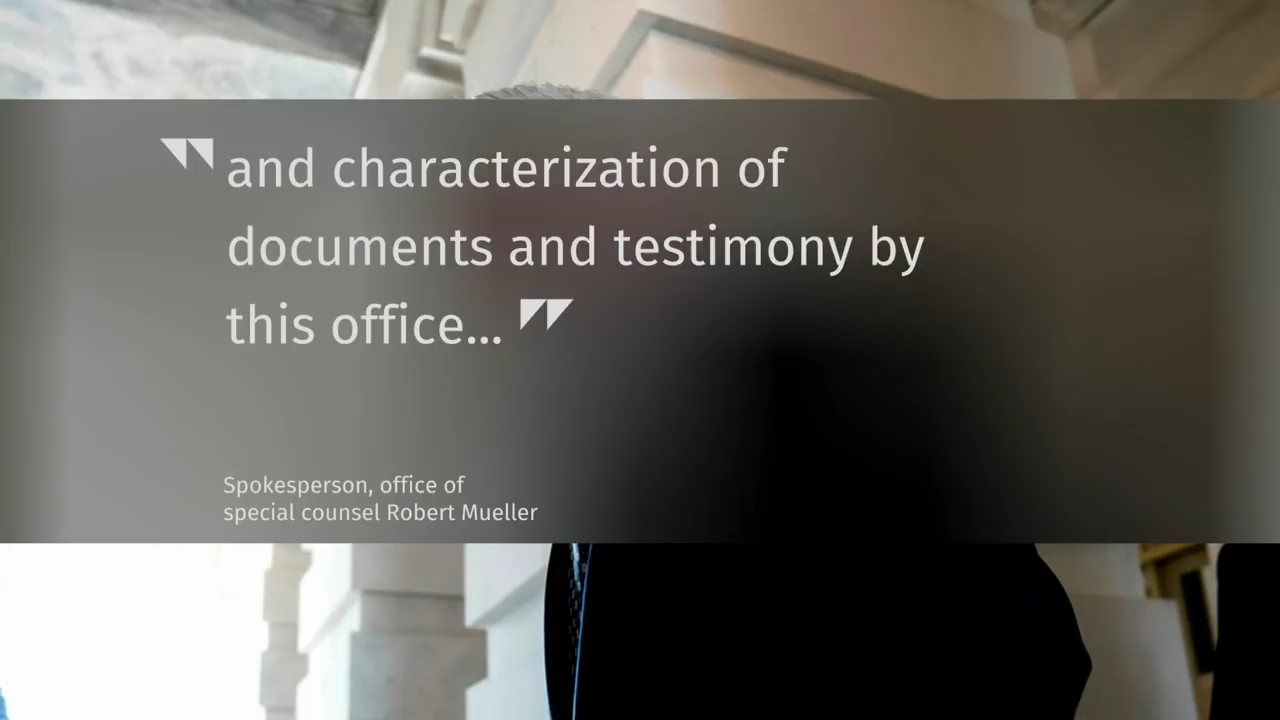 "and characterization of
documents and testimony by
this office..."
Spokesperson, office of
special counsel Robert Mueller